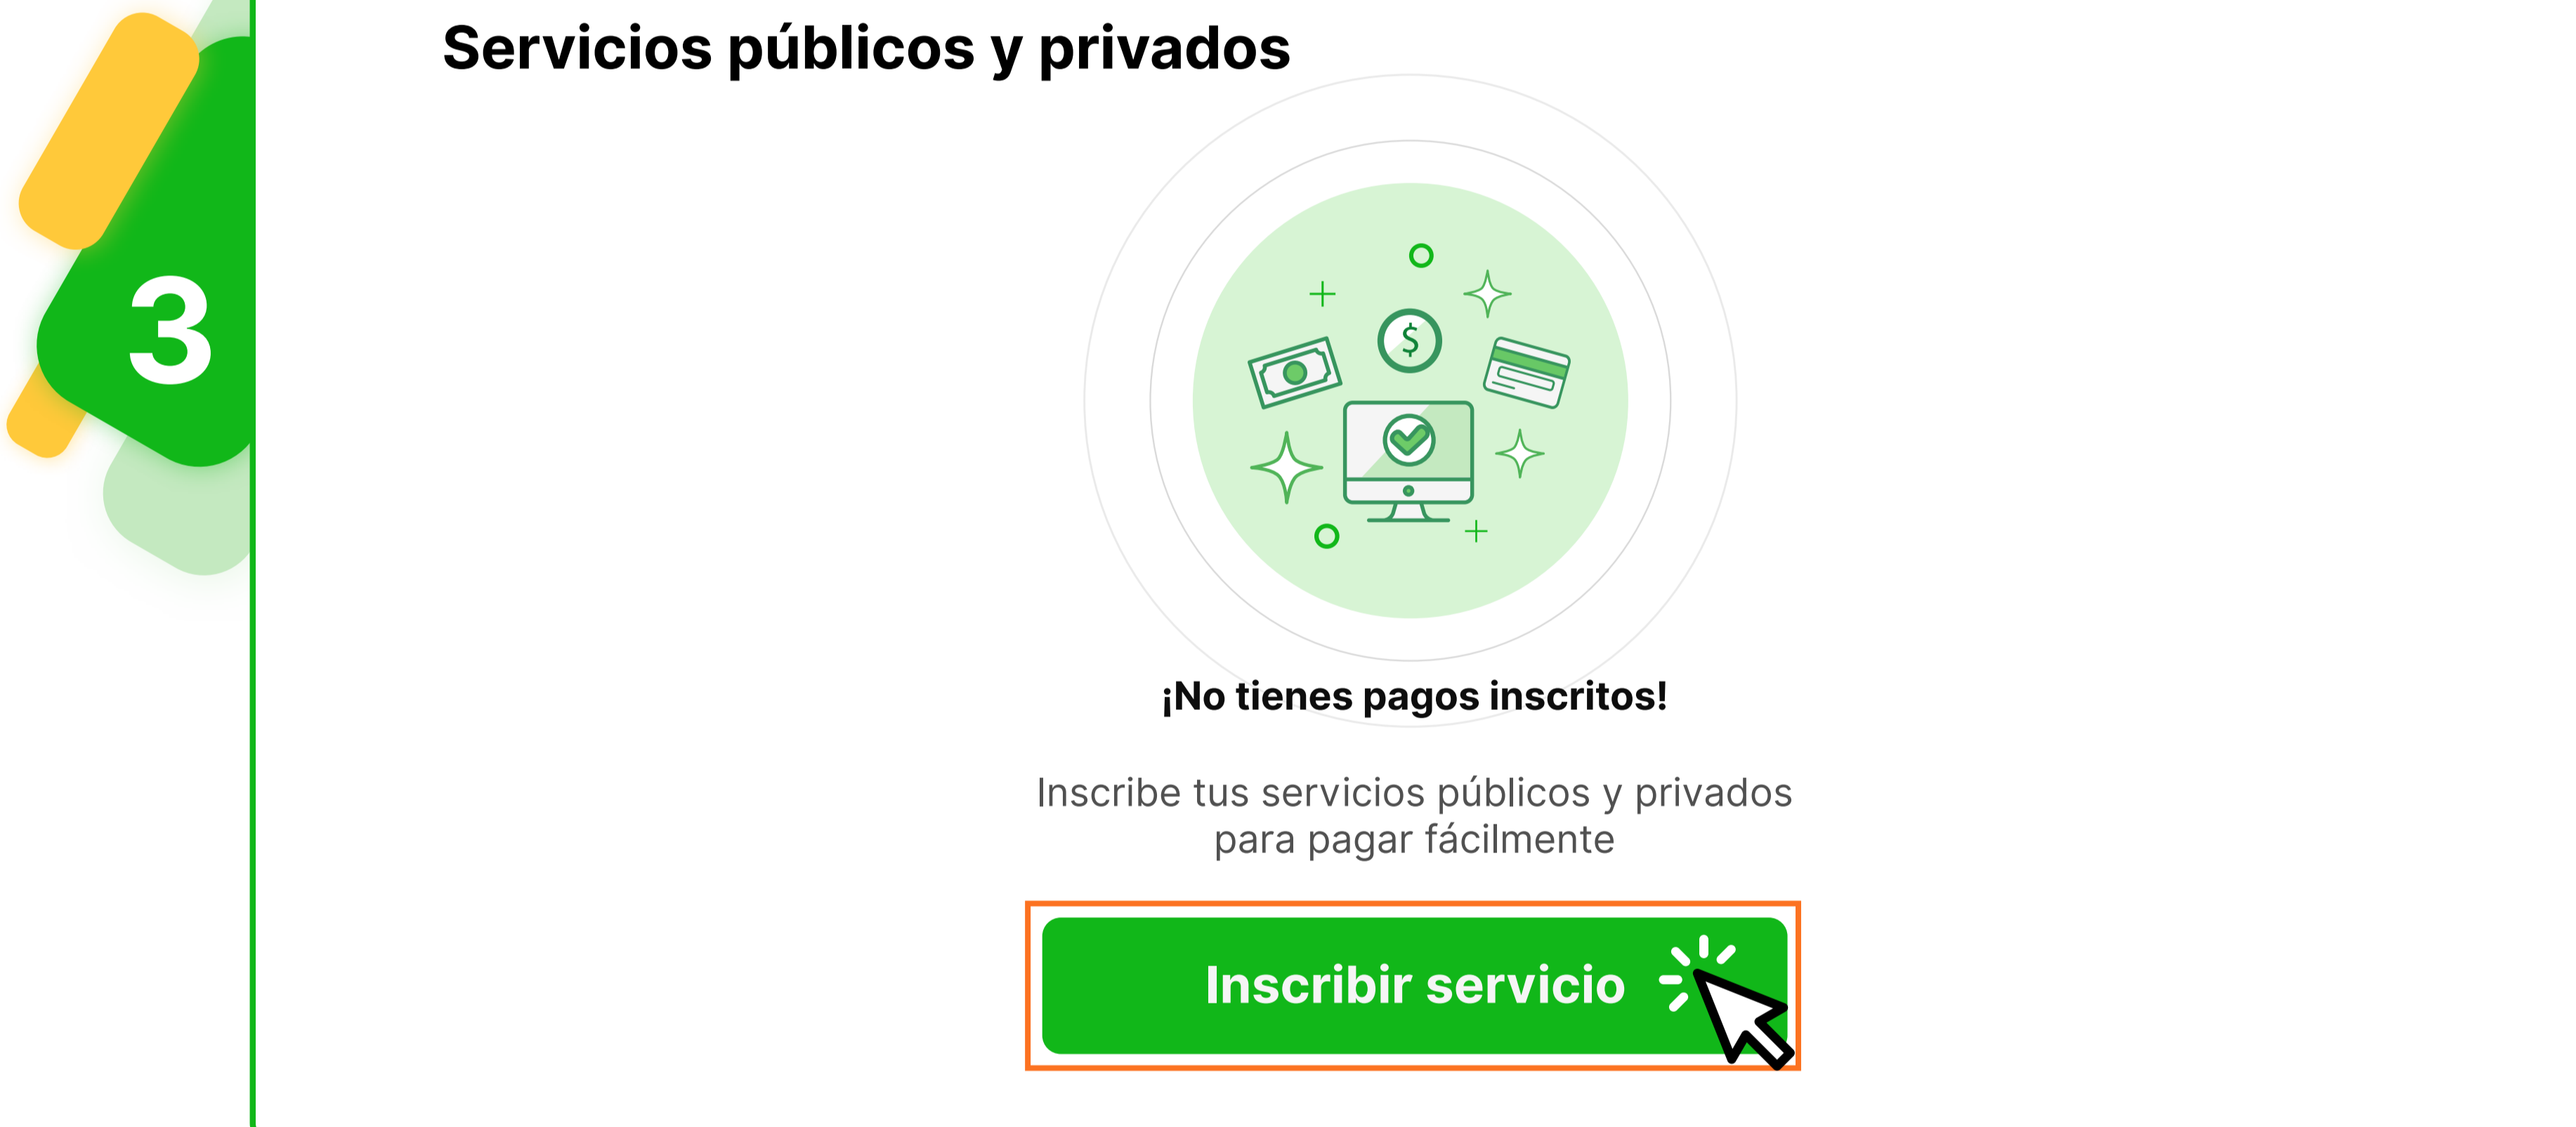 Servicios públicos y privados
3
$
¡No tienes pagos inscritos!
Inscribe tus servicios públicos y privados
para pagar fácilmente
Inscribir servicio